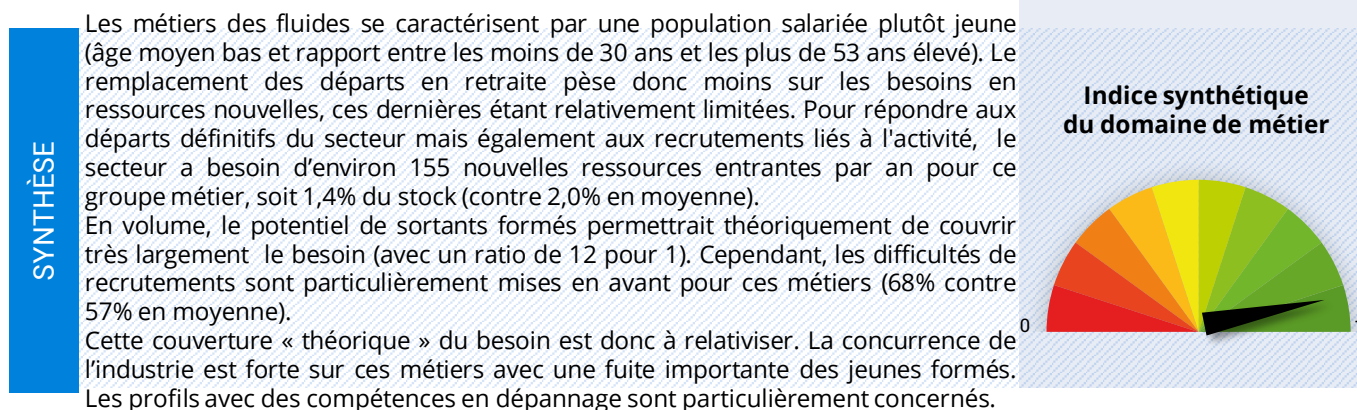 SYNTHÈSE
Les métiers des fluides se caractérisent par une population salariée plutôt jeune
(âge moyen bas et rapport entre les moins de 30 ans et les plus de 53 ans élevé). Le
remplacement des départs en retraite pèse donc moins sur les besoins en
ressources nouvelles, ces dernières étant relativement limitées. Pour répondre aux
départs définitifs du secteur mais également aux recrutements liés à l'activité, le
secteur a besoin d’environ 155 nouvelles ressources entrantes par an pour ce
groupe métier, soit 1,4% du stock (contre 2,0% en moyenne).
En volume, le potentiel de sortants formés permettrait théoriquement de couvrir
très largement le besoin (avec un ratio de 12 pour 1). Cependant, les difficultés de
recrutements sont particulièrement mises en avant pour ces métiers (68% contre
57% en moyenne).
Cette couverture « théorique » du besoin est donc à relativiser. La concurrence de
l’industrie est forte sur ces métiers avec une fuite importante des jeunes formés.
Les profils avec des compétences en dépannage sont particulièrement concernés.
Indice synthétique
du domaine de métier
0